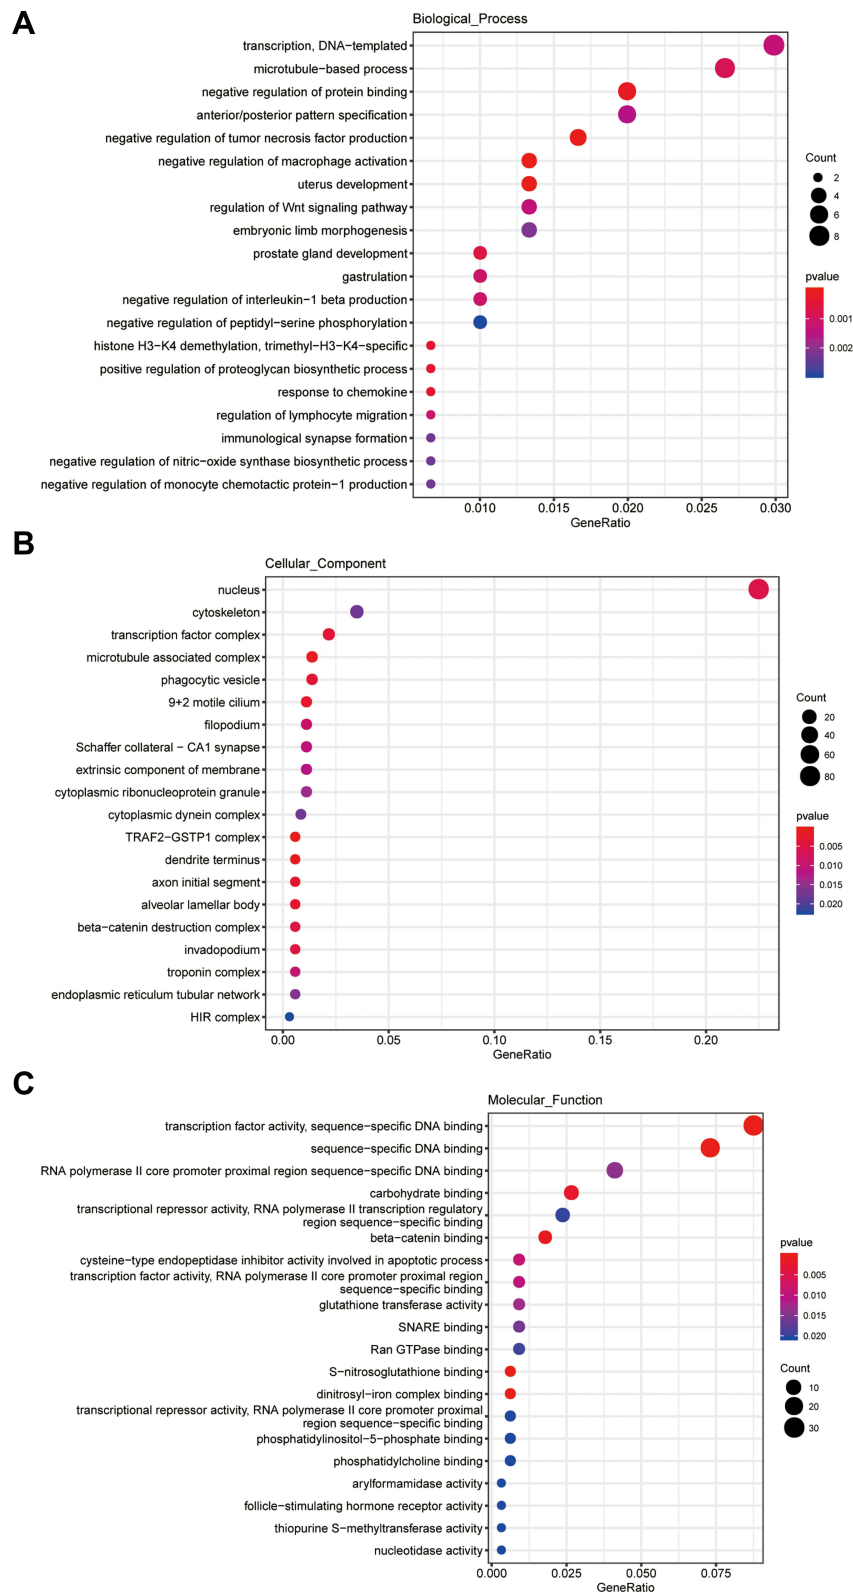 A
Biological_Process
transcription, DNA−templated
microtubule−based process
negative regulation of protein binding
anterior/posterior pattern specification
negative regulation of tumor necrosis factor production
negative regulation of macrophage activation
uterus development
regulation of Wnt signaling pathway
embryonic limb morphogenesis
prostate gland development
gastrulation
negative regulation of interleukin−1 beta production
negative regulation of peptidyl−serine phosphorylation
histone H3−K4 demethylation, trimethyl−H3−K4−specific
positive regulation of proteoglycan biosynthetic process
response to chemokine
regulation of lymphocyte migration
immunological synapse formation
negative regulation of nitric−oxide synthase biosynthetic process
negative regulation of monocyte chemotactic protein−1 production
0.010 0.015 0.020 0.025 0.030
GeneRatio
Count
2
4
6
8
pvalue
0.001
0.002
B
Cellular_Component
nucleus
cytoskeleton
transcription factor complex
microtubule associated complex
phagocytic vesicle
9+2 motile cilium
filopodium
Schaffer collateral − CA1 synapse
extrinsic component of membrane
cytoplasmic ribonucleoprotein granule
cytoplasmic dynein complex
TRAF2−GSTP1 complex
dendrite terminus
axon initial segment
alveolar lamellar body
beta−catenin destruction complex
invadopodium
troponin complex
endoplasmic reticulum tubular network
HIR complex
0.00 0.05 0.10 0.15 0.20
GeneRatio
Count
20
40
60
80
pvalue
0.005
0.010
0.015
0.020
C
Molecular_Function
transcription factor activity, sequence−specific DNA binding
sequence−specific DNA binding
RNA polymerase II core promoter proximal region sequence−specific DNA binding
carbohydrate binding
transcriptional repressor activity, RNA polymerase II transcription regulatory
region sequence−specific binding
beta−catenin binding
cysteine−type endopeptidase inhibitor activity involved in apoptotic process
transcription factor activity, RNA polymerase II core promoter proximal region
sequence−specific binding
glutathione transferase activity
SNARE binding
Ran GTPase binding
S−nitrosoglutathione binding
dinitrosyl−iron complex binding
transcriptional repressor activity, RNA polymerase II core promoter proximal
region sequence−specific binding
phosphatidylinositol−5−phosphate binding
phosphatidylcholine binding
arylformamidase activity
follicle−stimulating hormone receptor activity
thiopurine S−methyltransferase activity
nucleotidase activity
0.000 0.025 0.050 0.075
GeneRatio
pvalue
0.005
0.010
0.015
0.020
Count
10
20
30